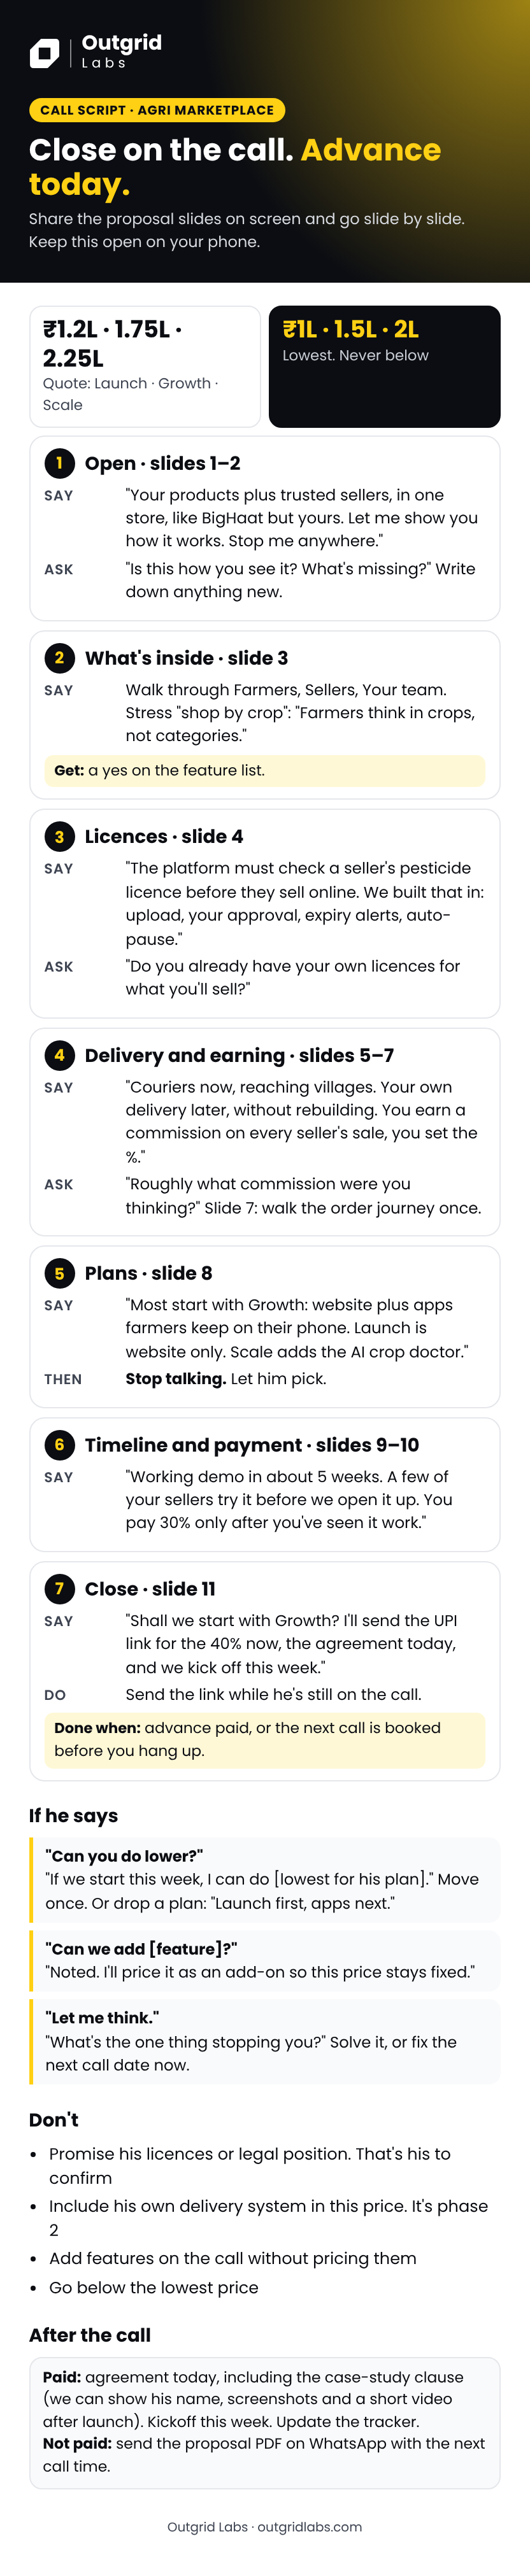 Outgrid
Labs
CALL SCRIPT · AGRI MARKETPLACE
Close on the call. Advance
today.
Share the proposal slides on screen and go slide by slide.
Keep this open on your phone.
₹1.2L · 1.75L ·
2.25L
Quote: Launch · Growth ·
Scale
₹1L · 1.5L · 2L
Lowest. Never below
1 Open · slides 1–2
SAY "Your products plus trusted sellers, in one
store, like BigHaat but yours. Let me show you
how it works. Stop me anywhere."
ASK "Is this how you see it? What's missing?" Write
down anything new.
2 What's inside · slide 3
SAY Walk through Farmers, Sellers, Your team.
Stress "shop by crop": "Farmers think in crops,
not categories."
Get: a yes on the feature list.
3 Licences · slide 4
SAY "The platform must check a seller's pesticide
licence before they sell online. We built that in:
upload, your approval, expiry alerts, auto-
pause."
ASK "Do you already have your own licences for
what you'll sell?"
4 Delivery and earning · slides 5–7
SAY "Couriers now, reaching villages. Your own
delivery later, without rebuilding. You earn a
commission on every seller's sale, you set the
%."
ASK "Roughly what commission were you
thinking?" Slide 7: walk the order journey once.
5 Plans · slide 8
SAY "Most start with Growth: website plus apps
farmers keep on their phone. Launch is
website only. Scale adds the AI crop doctor."
THEN Stop talking. Let him pick.
6 Timeline and payment · slides 9–10
SAY "Working demo in about 5 weeks. A few of
your sellers try it before we open it up. You
pay 30% only after you've seen it work."
7 Close · slide 11
SAY "Shall we start with Growth? I'll send the UPI
link for the 40% now, the agreement today,
and we kick off this week."
DO Send the link while he's still on the call.
Done when: advance paid, or the next call is booked
before you hang up.
If he says
"Can you do lower?"
"If we start this week, I can do [lowest for his plan]." Move
once. Or drop a plan: "Launch first, apps next."
"Can we add [feature]?"
"Noted. I'll price it as an add-on so this price stays fixed."
"Let me think."
"What's the one thing stopping you?" Solve it, or fix the
next call date now.
Don't
• Promise his licences or legal position. That's his to
confirm
• Include his own delivery system in this price. It's phase
2
• Add features on the call without pricing them
• Go below the lowest price
After the call
Paid: agreement today, including the case-study clause
(we can show his name, screenshots and a short video
after launch). Kickoff this week. Update the tracker.
Not paid: send the proposal PDF on WhatsApp with the next
call time.
Outgrid Labs · outgridlabs.com